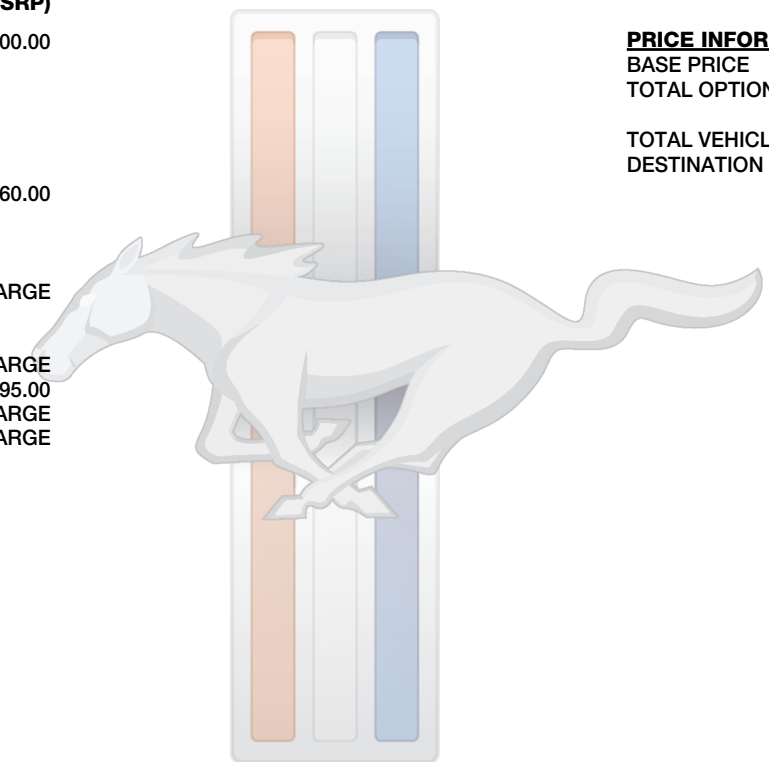 SRP)
00.00
60.00
ARGE
ARGE
95.00
ARGE
ARGE
PRICE INFOR
BASE PRICE
TOTAL OPTION
TOTAL VEHICL
DESTINATION